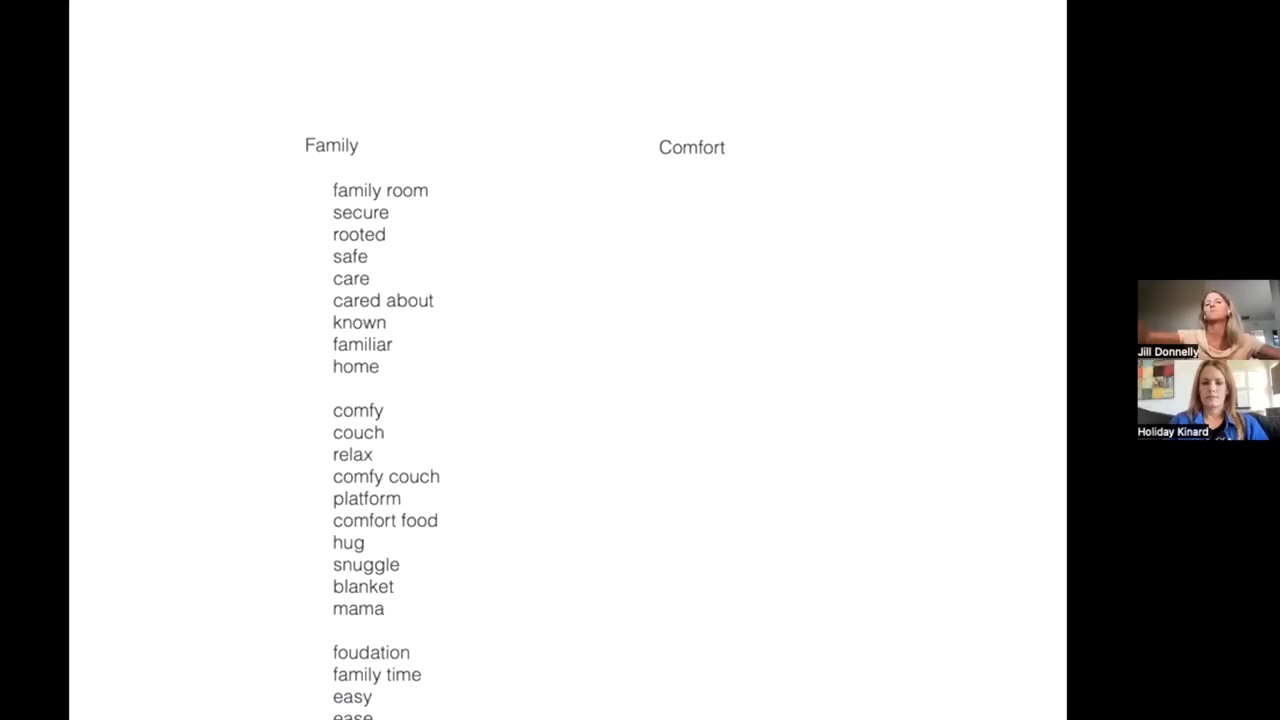 Family
Comfort
family room
secure
rooted
safe
care
cared about
known
familiar
home
comfy
couch
relax
comfy couch
platform
comfort food
hug
snuggle
blanket
mama
foudation
family time
easy
ease
Jill Donnelly
Holiday Kinard